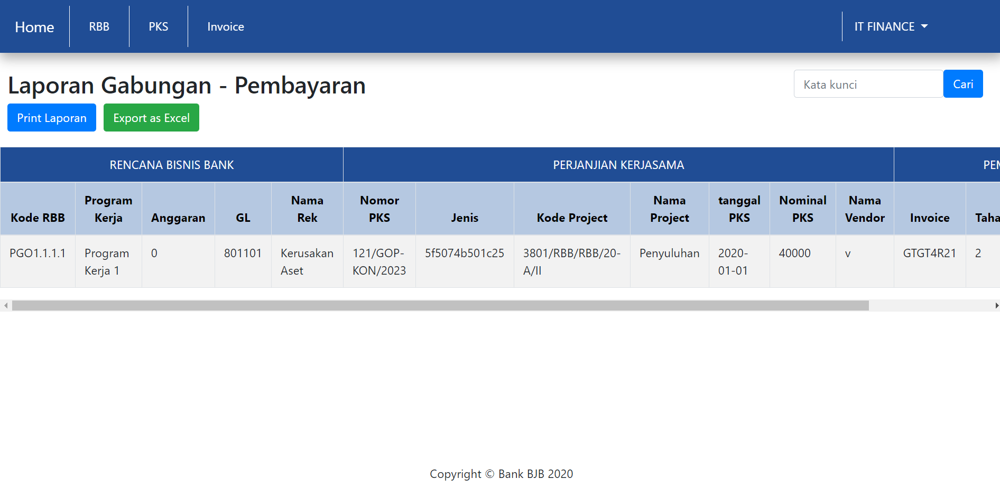 Home RBB PKS Invoice IT FINANCE
Laporan Gabungan - Pembayaran
Kata kunci Cari
Print Laporan Export as Excel
RENCANA BISNIS BANK PERJANJIAN KERJASAMA
Kode RBB Program Kerja Anggaran GL Nama Rek Nomor PKS Jenis Kode Project Nama Project tanggal PKS Nominal PKS Nama Vendor Invoice
PGO1.1.1.1 Program Kerja 1 0 801101 Kerusakan Aset 121/GOP-KON/2023 5f5074b501c25 3801/RBB/RBB/20-A/II Penyuluhan 2020-01-01 40000 v GTGT4R21 2
Copyright © Bank BJB 2020